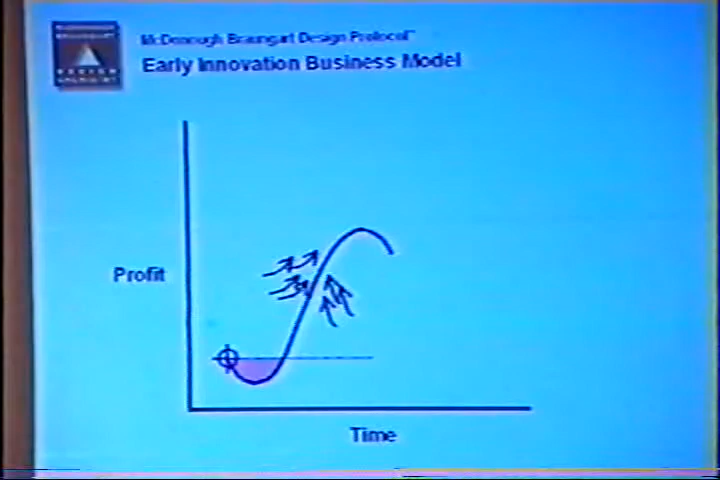 McDonough Braungart Design Protocol™
Early Innovation Business Model
Profit
Time